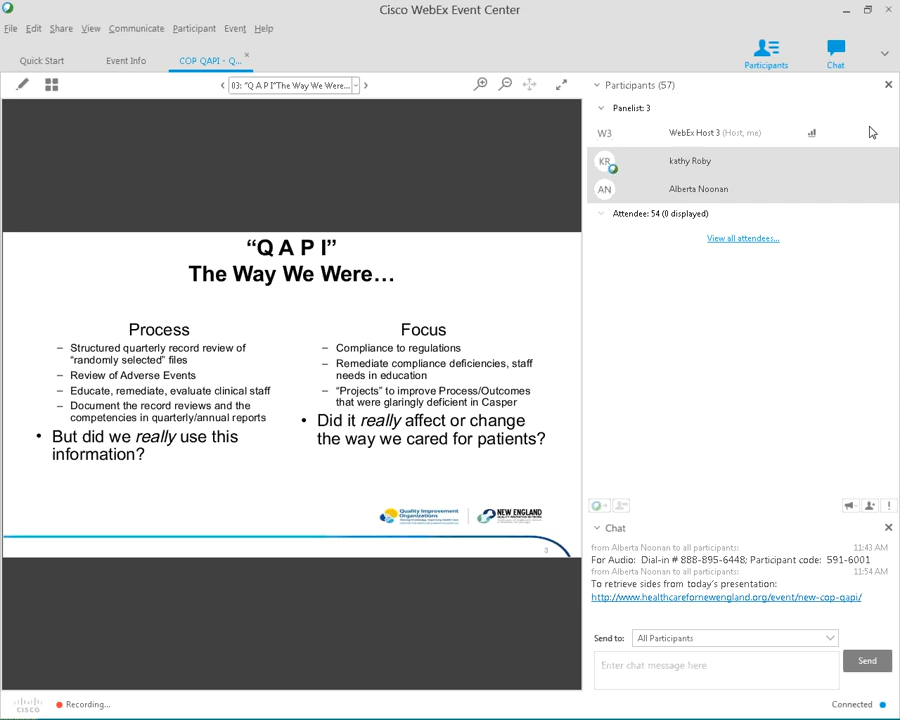 Cisco WebEx Event Center
File Edit Share View Communicate Participant Event Help
Quick Start Event Info COP QAPI - Q...
Participants Chat
03: "Q A P I"The Way We Were...
Participants (57)
Panelist: 3
W3 WebEx Host 3 (Host, me)
KR kathy Roby
AN Alberta Noonan
Attendee: 54 (0 displayed)
View all attendees...
“Q A P I”
The Way We Were…
Process
– Structured quarterly record review of
“randomly selected” files
– Review of Adverse Events
– Educate, remediate, evaluate clinical staff
– Document the record reviews and the
competencies in quarterly/annual reports
• But did we really use this
information?
Focus
– Compliance to regulations
– Remediate compliance deficiencies, staff
needs in education
– “Projects” to improve Process/Outcomes
that were glaringly deficient in Casper
• Did it really affect or change
the way we cared for patients?
Quality Improvement
Organizations
NEW ENGLAND
3
Chat
from Alberta Noonan to all participants: 11:43 AM
For Audio: Dial-in # 888-895-6448; Participant code: 591-6001
from Alberta Noonan to all participants: 11:54 AM
To retrieve sides from today's presentation:
http://www.healthcarefornewengland.org/event/new-cop-qapi/
Send to: All Participants
Enter chat message here
Send
cisco
Recording...
Connected